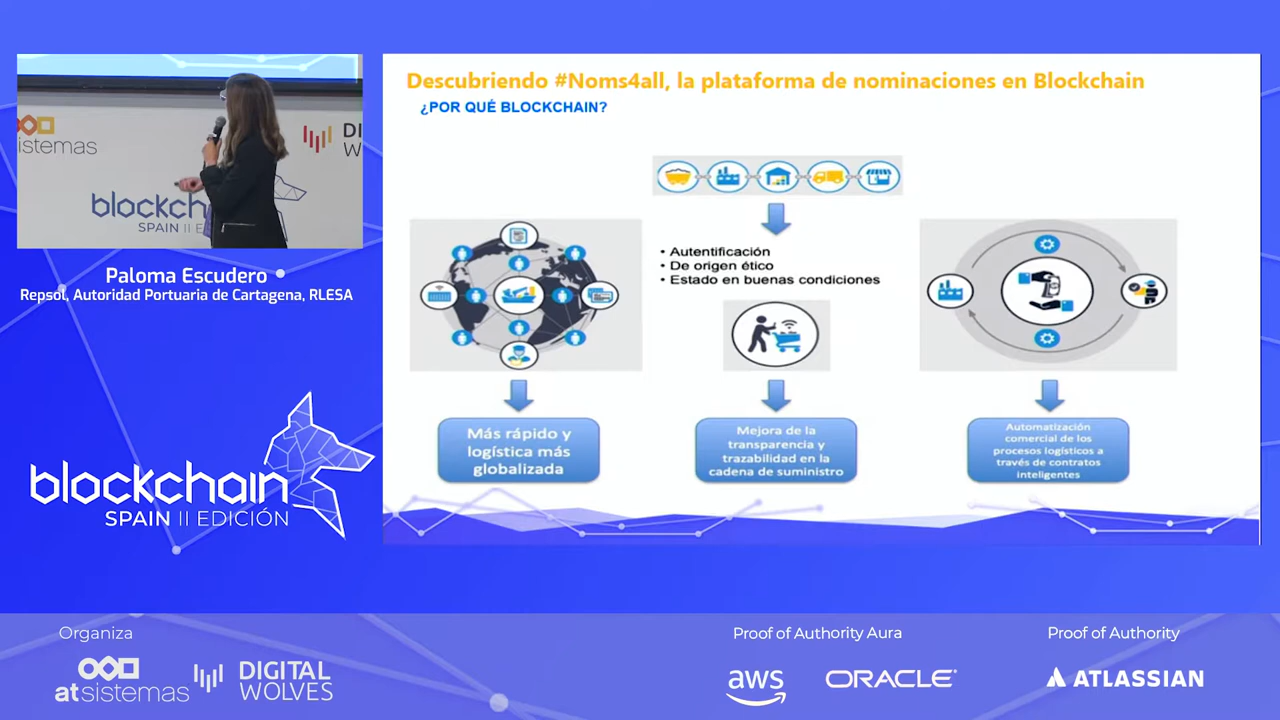 Descubriendo #Noms4all, la plataforma de nominaciones en Blockchain
¿POR QUÉ BLOCKCHAIN?
sistemas
DI
W
blockch
SPAIN II E
Paloma Escudero
Repsol, Autoridad Portuaria de Cartagena, RLESA
• Autentificación
• De origen ético
• Estado en buenas condiciones
Más rápido y
logística más
globalizada
Mejora de la
transparencia y
trazabilidad en la
cadena de suministro
Automatización
comercial de los
procesos logísticos a
través de contratos
inteligentes
blockchain
SPAIN II EDICIÓN
Organiza
atsistemas
DIGITAL
WOLVES
Proof of Authority Aura
aws
ORACLE
Proof of Authority
ATLASSIAN